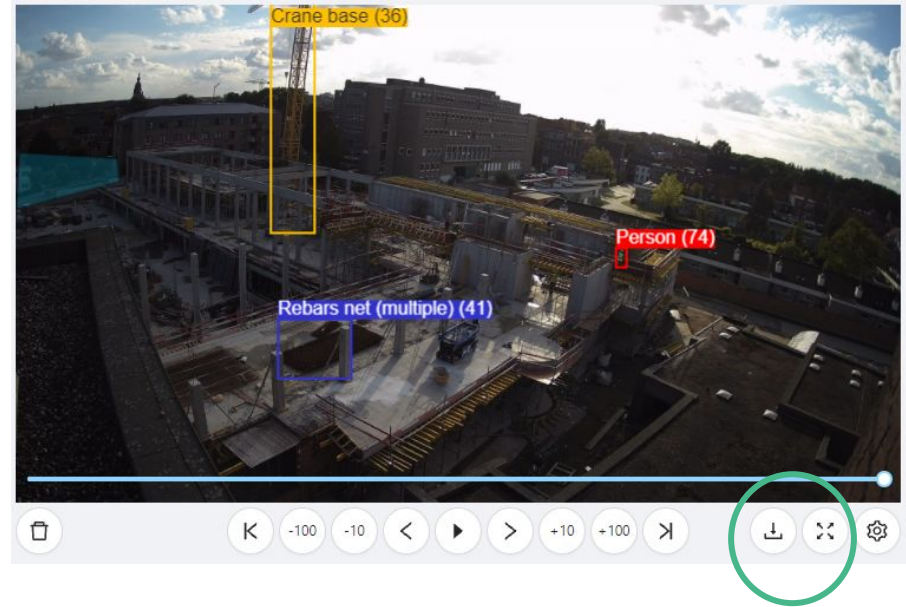 Crane base (36)
Person (74)
Rebars net (multiple) (41)
-100
-10
+10
+100